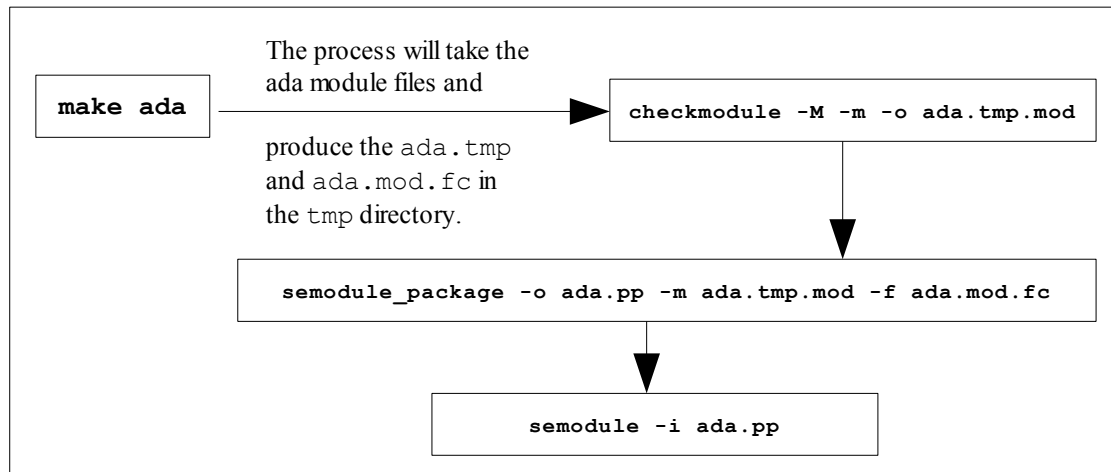 make ada
The process will take the
ada module files and
produce the ada.tmp
and ada.mod.fc in
the tmp directory.
checkmodule -M -m -o ada.tmp.mod
semodule_package -o ada.pp -m ada.tmp.mod -f ada.mod.fc
semodule -i ada.pp